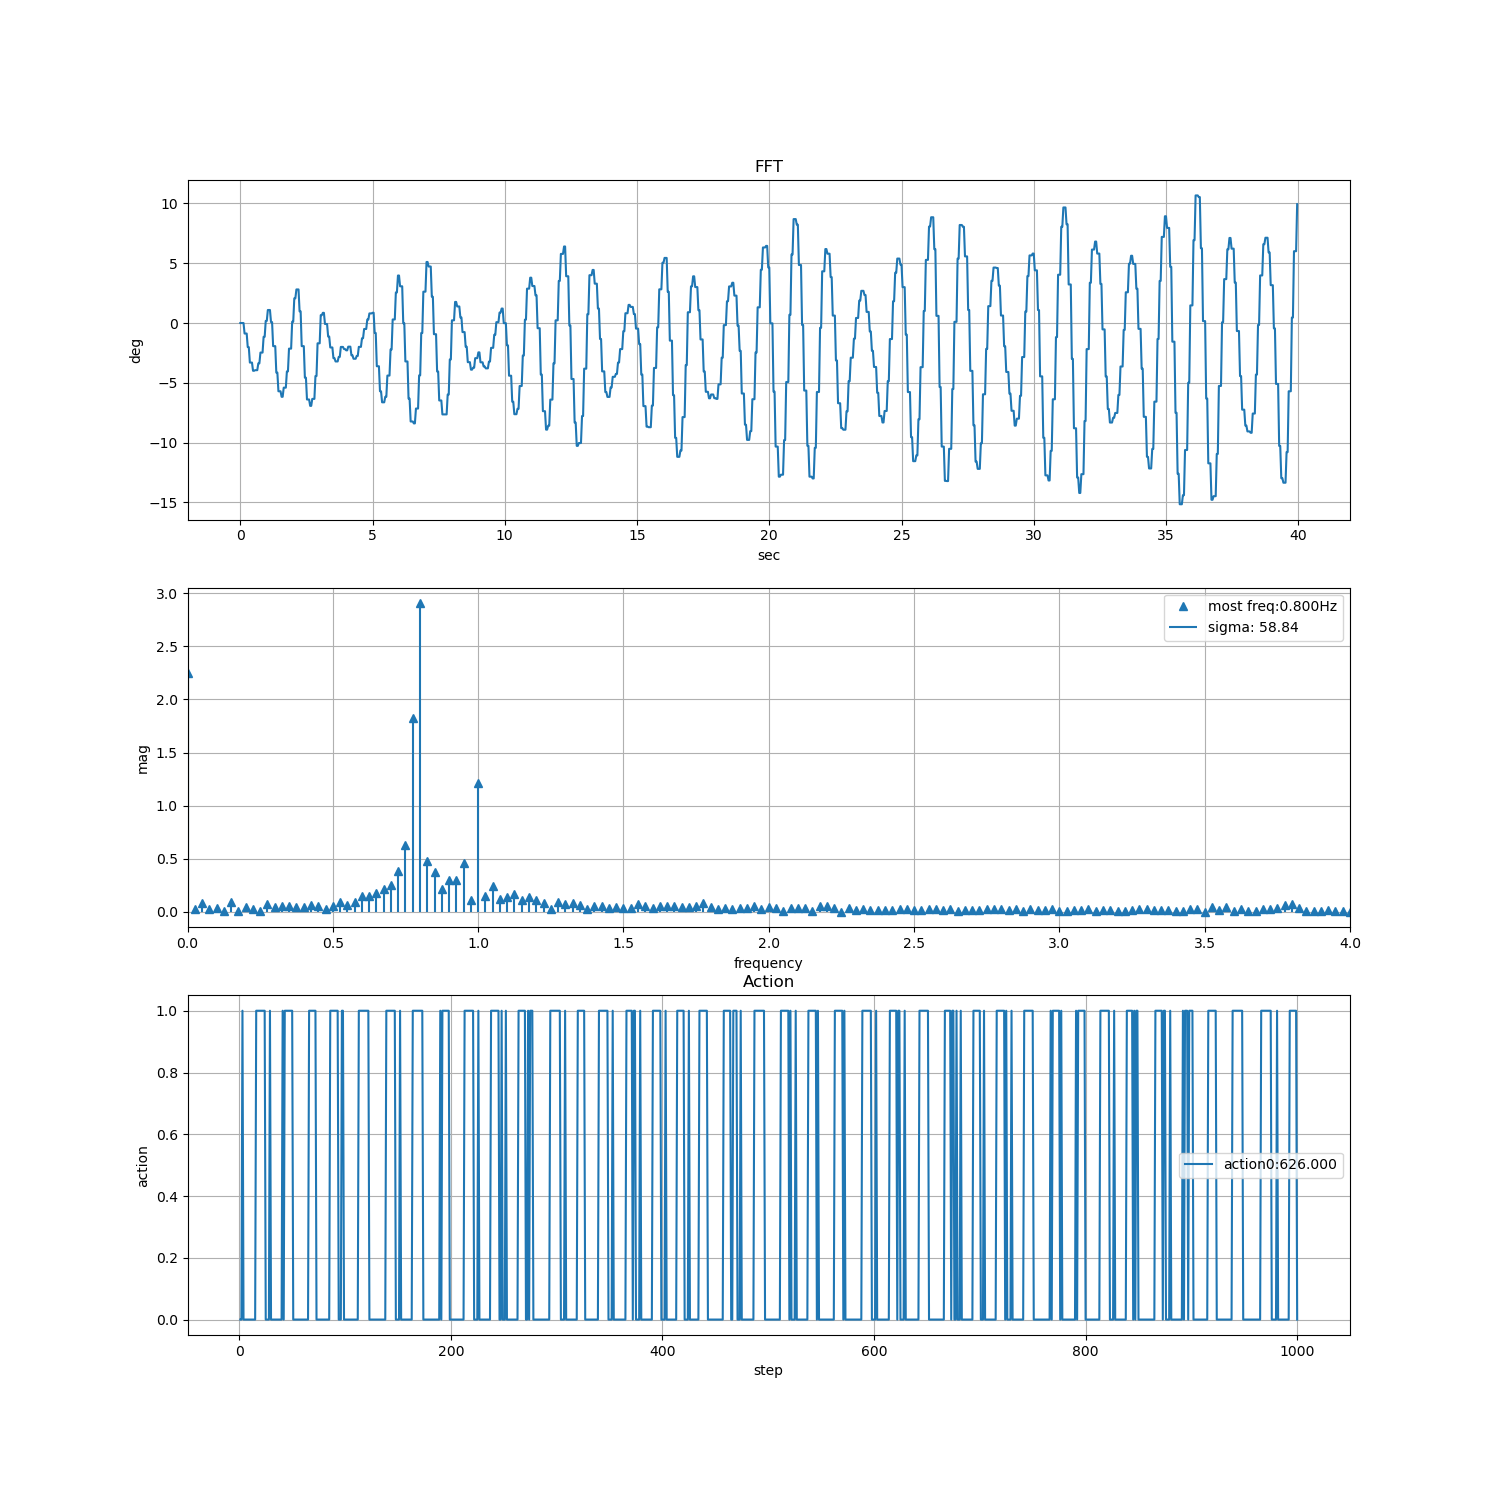 FFT
10
5
0
−5
−10
−15
deg
0 5 10 15 20 25 30 35 40
sec
3.0
2.5
2.0
1.5
1.0
0.5
0.0
mag
most freq:0.800Hz
sigma: 58.84
0.0 0.5 1.0 1.5 2.0 2.5 3.0 3.5 4.0
frequency
Action
1.0
0.8
0.6
0.4
0.2
0.0
action
action0:626.000
0 200 400 600 800 1000
step